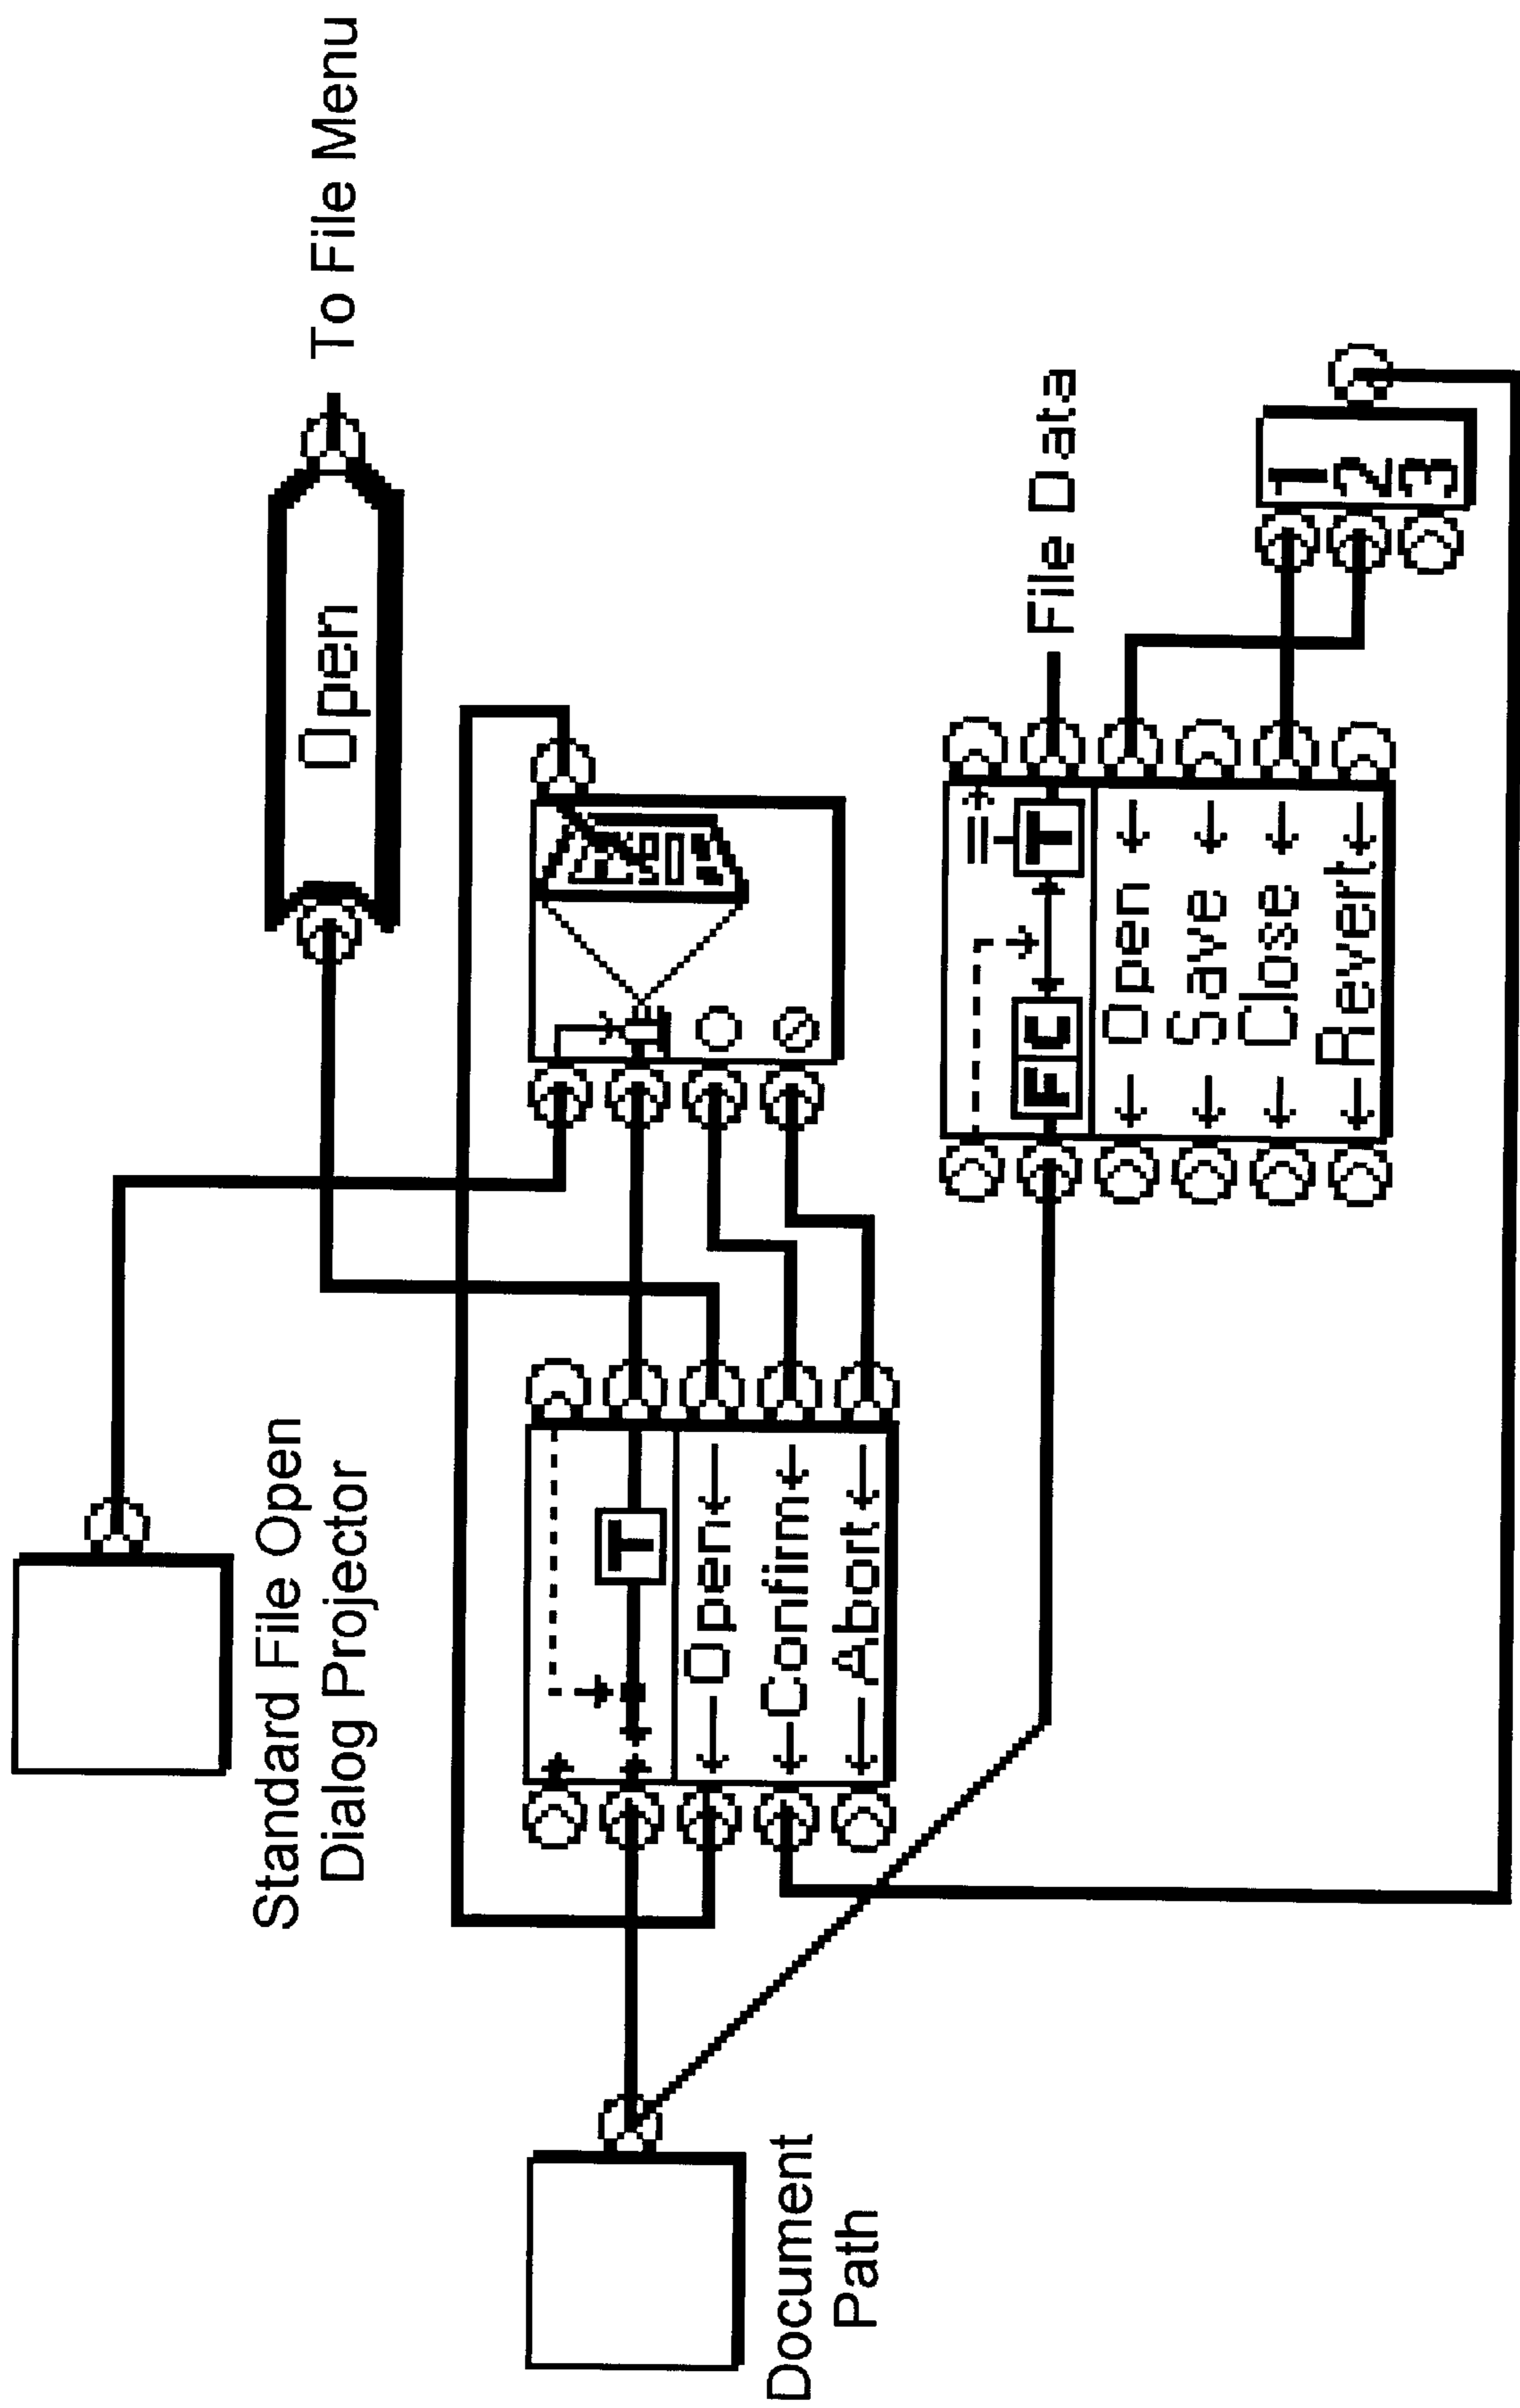 Standard File Open
Dialog Projector
Open
To File Menu
T
Open
Confirm
Abort
Document
Path
F C
T
File Data
Open
Save
Close
Revert
1
2
3